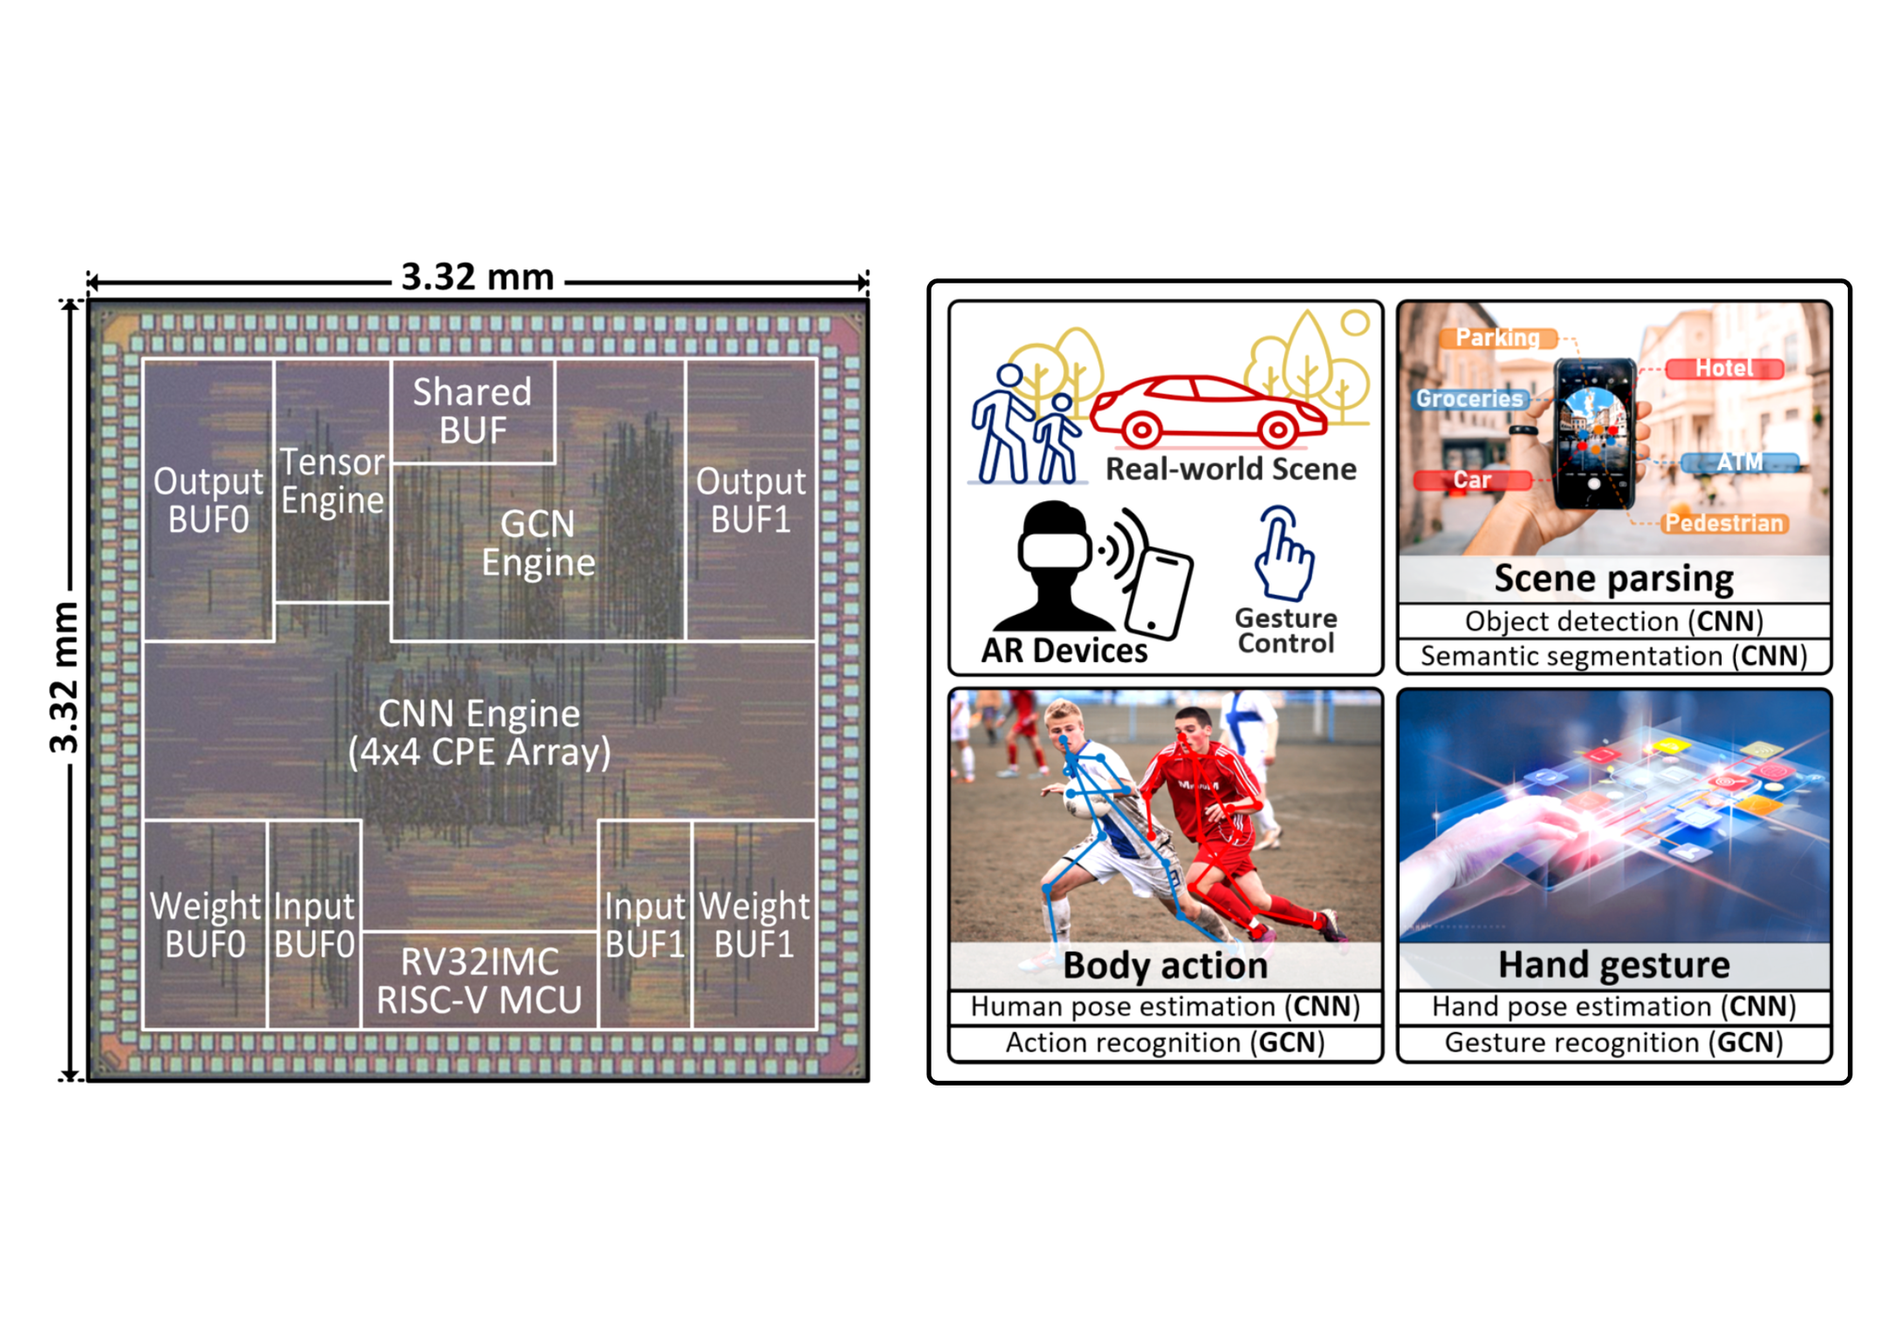 3.32 mm
3.32 mm
Shared
BUF
Output
BUF0
Tensor
Engine
GCN
Engine
Output
BUF1
CNN Engine
(4x4 CPE Array)
Weight
BUF0
Input
BUF0
RV32IMC
RISC-V MCU
Input
BUF1
Weight
BUF1
Real-world Scene
AR Devices
Gesture
Control
Parking
Hotel
Groceries
ATM
Car
Pedestrian
Scene parsing
Object detection (CNN)
Semantic segmentation (CNN)
Body action
Human pose estimation (CNN)
Action recognition (GCN)
Hand gesture
Hand pose estimation (CNN)
Gesture recognition (GCN)